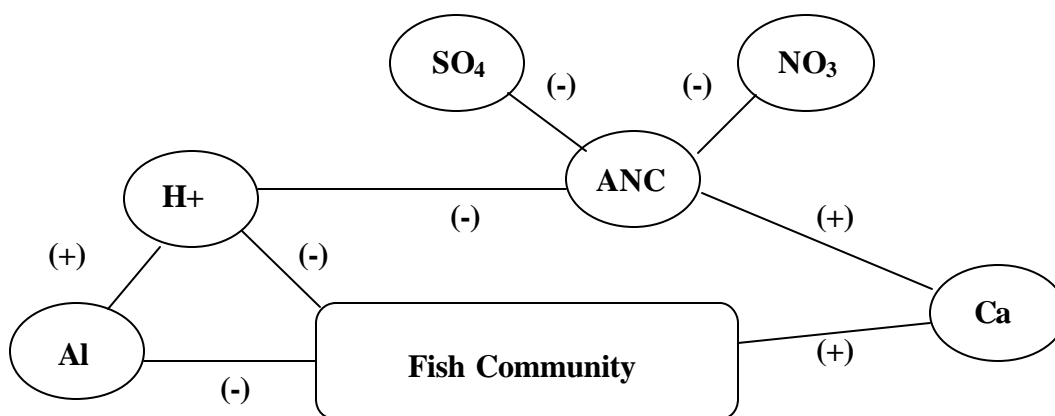 SO₄
NO₃
(-)
(-)
ANC
H+
(-)
(+)
(+)
(-)
Ca
Al
Fish Community
(+)
(-)